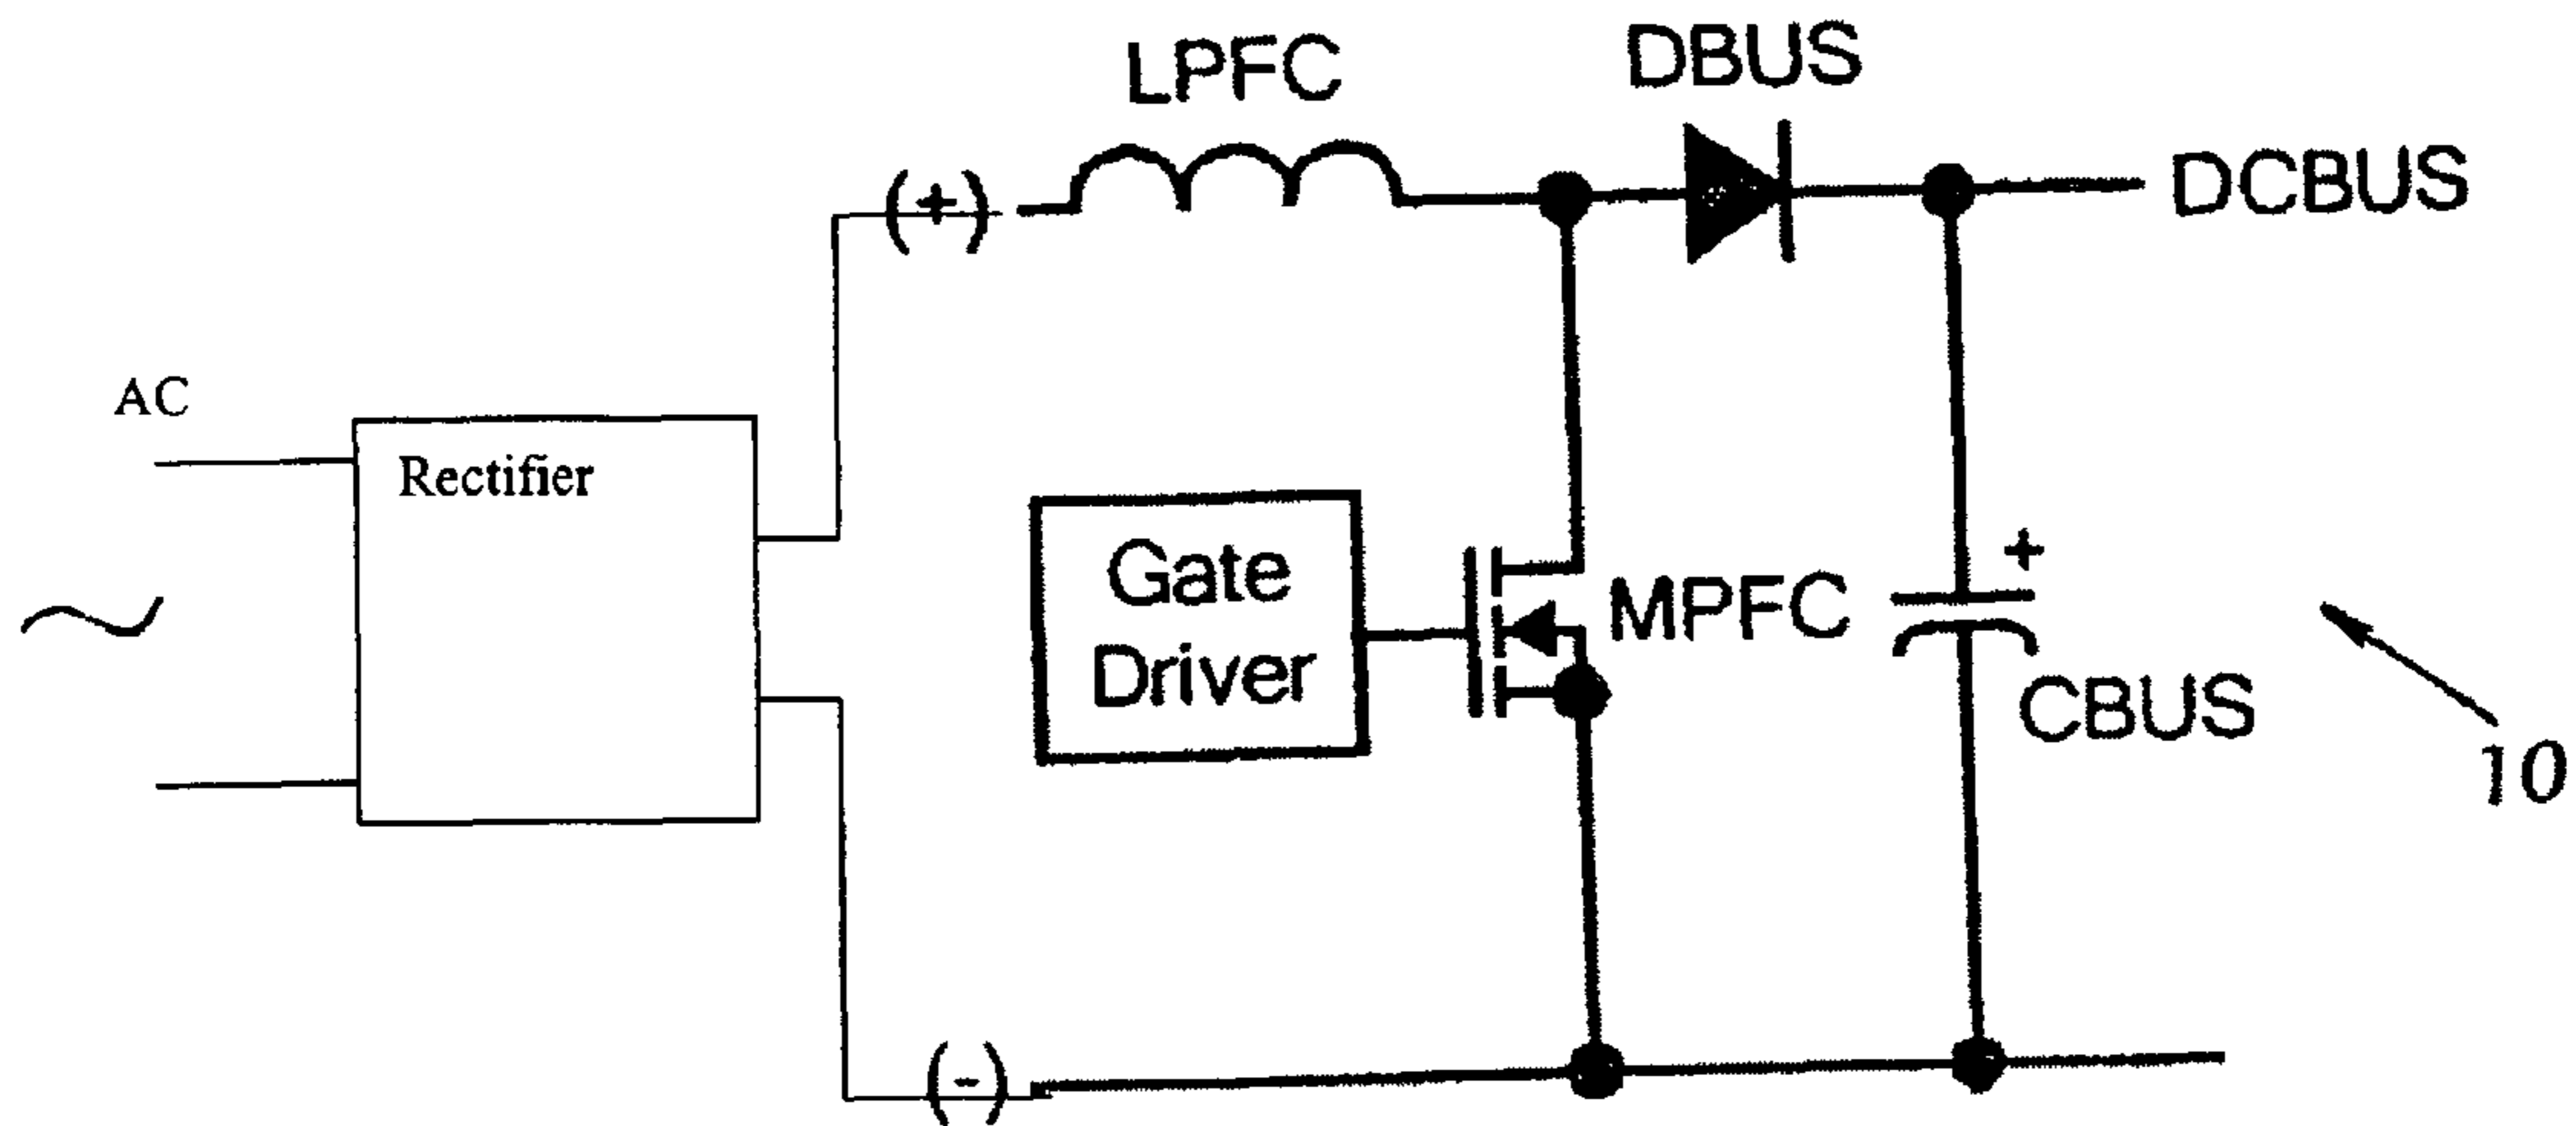 LPFC
DBUS
(+)
DCBUS
AC
Rectifier
Gate
Driver
MPFC
+
CBUS
10
(-)